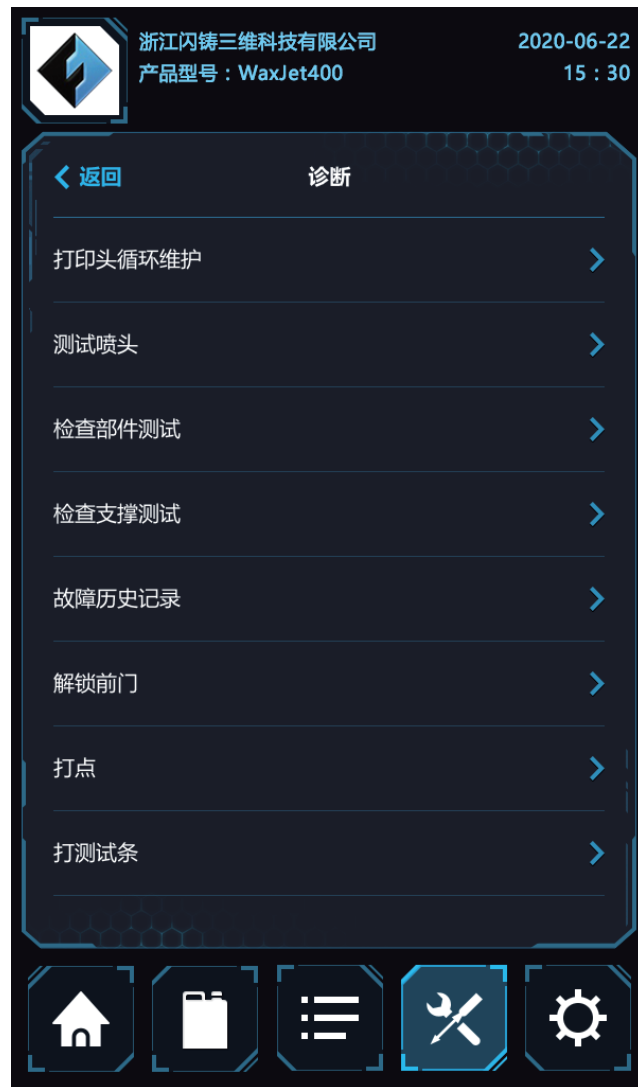 浙江闪铸三维科技有限公司
2020-06-22
产品型号：WaxJet400
15：30
返回
诊断
打印头循环维护
测试喷头
检查部件测试
检查支撑测试
故障历史记录
解锁前门
打点
打测试条